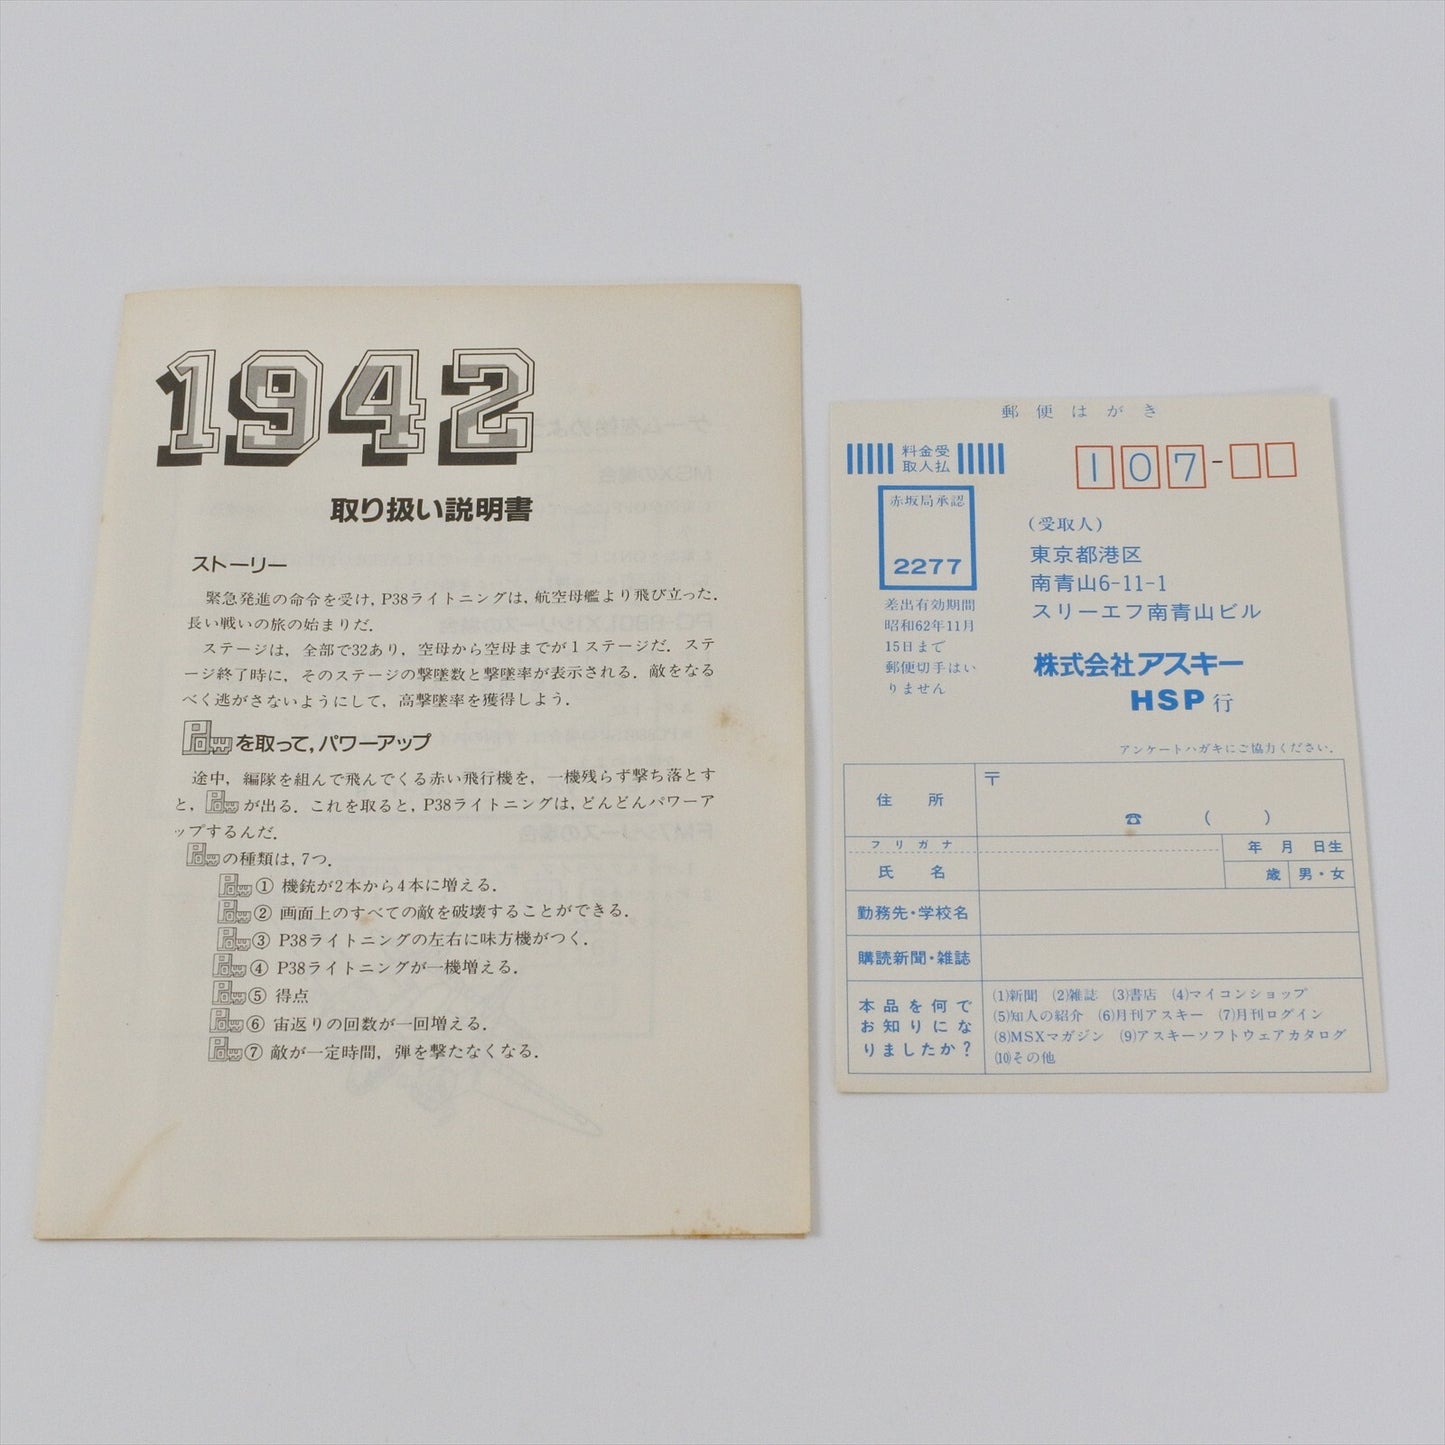 1942
取り扱い説明書
ストーリー
緊急発進の命令を受け，P38ライトニングは，航空母艦より飛び立った．
長い戦いの旅の始まりだ．
ステージは，全部で32あり，空母から空母までが1ステージだ．ステ
ージ終了時に，そのステージの撃墜数と撃墜率が表示される．敵をなる
べく逃がさないようにして，高撃墜率を獲得しよう．
Powを取って，パワーアップ
途中，編隊を組んで飛んでくる赤い飛行機を，一機残らず撃ち落とす
と，Powが出る．これを取ると，P38ライトニングは，どんどんパワーア
ップするんだ．
Powの種類は，7つ．
Pow① 機銃が2本から4本に増える．
Pow② 画面上のすべての敵を破壊することができる．
Pow③ P38ライトニングの左右に味方機がつく．
Pow④ P38ライトニングが一機増える．
Pow⑤ 得点
Pow⑥ 宙返りの回数が一回増える．
Pow⑦ 敵が一定時間，弾を撃たなくなる．
郵便はがき
料金受
取人払
107-
赤坂局承認
2277
差出有効期間
昭和62年11月
15日まで
郵便切手はい
りません
(受取人)
東京都港区
南青山6-11-1
スリーエフ南青山ビル
株式会社アスキー
HSP行
アンケートハガキにご協力ください．
住所 〒
☎ ( )
フリガナ
氏名
年 月 日生
歳 男・女
勤務先・学校名
購読新聞・雑誌
本品を何で
お知りにな
りましたか？
(1)新聞 (2)雑誌 (3)書店 (4)マイコンショップ
(5)知人の紹介 (6)月刊アスキー (7)月刊ログイン
(8)MSXマガジン (9)アスキーソフトウェアカタログ
(10)その他